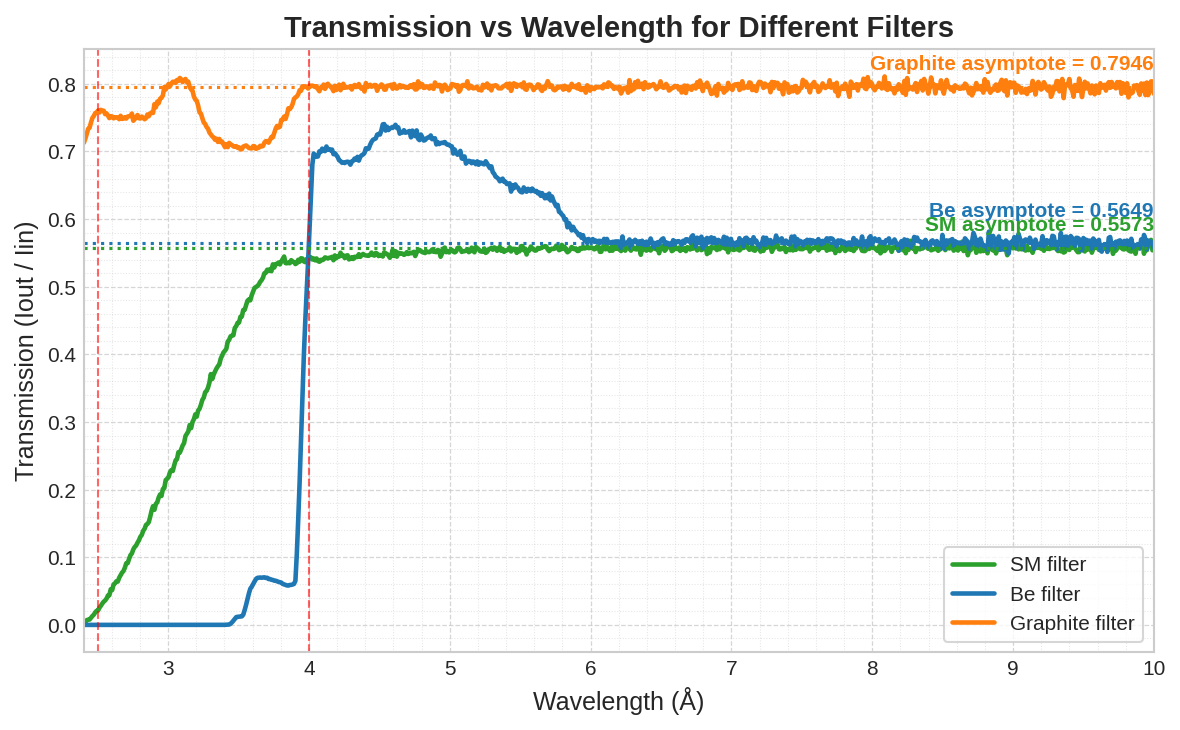 Transmission vs Wavelength for Different Filters
Transmission (Iout / Iin)
0.8
0.7
0.6
0.5
0.4
0.3
0.2
0.1
0.0
Graphite asymptote = 0.7946
Be asymptote = 0.5649
SM asymptote = 0.5573
SM filter
Be filter
Graphite filter
3 4 5 6 7 8 9 10
Wavelength (Å)